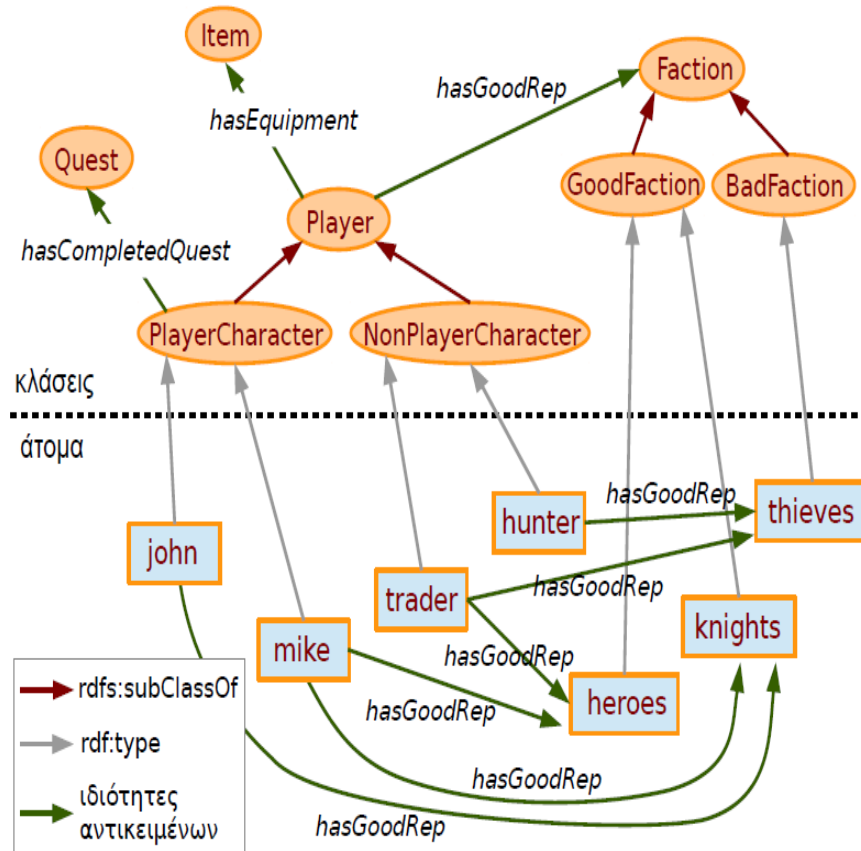 Item
Faction
hasGoodRep
hasEquipment
Quest
GoodFaction
BadFaction
Player
hasCompletedQuest
PlayerCharacter
NonPlayerCharacter
κλάσεις
άτομα
hasGoodRep
hunter
thieves
john
trader
hasGoodRep
knights
mike
hasGoodRep
heroes
hasGoodRep
rdfs:subClassOf
rdf:type
hasGoodRep
ιδιότητες
αντικειμένων
hasGoodRep